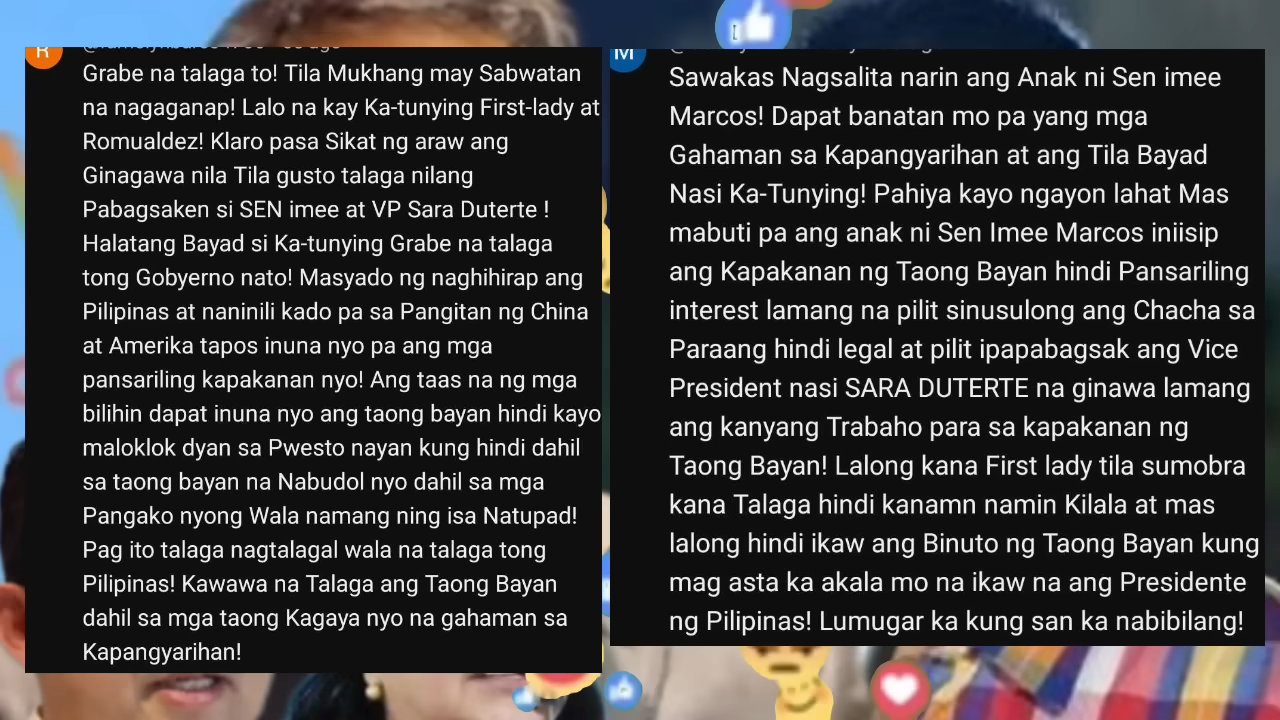 R
Grabe na talaga to! Tila Mukhang may Sabwatan
na nagaganap! Lalo na kay Ka-tunying First-lady at
Romualdez! Klaro pasa Sikat ng araw ang
Ginagawa nila Tila gusto talaga nilang
Pabagsaken si SEN imee at VP Sara Duterte !
Halatang Bayad si Ka-tunying Grabe na talaga
tong Gobyerno nato! Masyado ng naghihirap ang
Pilipinas at naninili kado pa sa Pangitan ng China
at Amerika tapos inuna nyo pa ang mga
pansariling kapakanan nyo! Ang taas na ng mga
bilihin dapat inuna nyo ang taong bayan hindi kayo
maloklok dyan sa Pwesto nayan kung hindi dahil
sa taong bayan na Nabudol nyo dahil sa mga
Pangako nyong Wala namang ning isa Natupad!
Pag ito talaga nagtalagal wala na talaga tong
Pilipinas! Kawawa na Talaga ang Taong Bayan
dahil sa mga taong Kagaya nyo na gahaman sa
Kapangyarihan!
M
Sawakas Nagsalita narin ang Anak ni Sen imee
Marcos! Dapat banatan mo pa yang mga
Gahaman sa Kapangyarihan at ang Tila Bayad
Nasi Ka-Tunying! Pahiya kayo ngayon lahat Mas
mabuti pa ang anak ni Sen Imee Marcos iniisip
ang Kapakanan ng Taong Bayan hindi Pansariling
interest lamang na pilit sinusulong ang Chacha sa
Paraang hindi legal at pilit ipapabagsak ang Vice
President nasi SARA DUTERTE na ginawa lamang
ang kanyang Trabaho para sa kapakanan ng
Taong Bayan! Lalong kana First lady tila sumobra
kana Talaga hindi kanamn namin Kilala at mas
lalong hindi ikaw ang Binuto ng Taong Bayan kung
mag asta ka akala mo na ikaw na ang Presidente
ng Pilipinas! Lumugar ka kung san ka nabibilang!